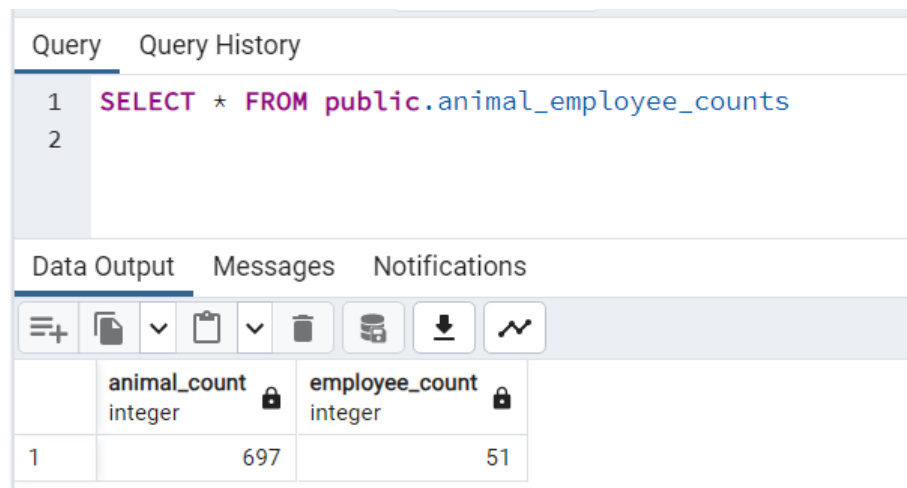 Query Query History
1 SELECT * FROM public.animal_employee_counts
2
Data Output Messages Notifications
animal_count employee_count
integer integer
1 697 51